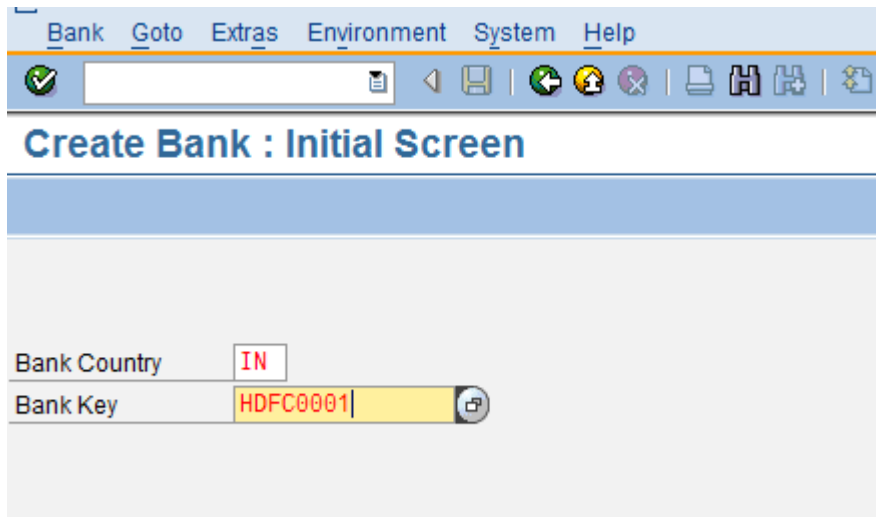 Bank Goto Extras Environment System Help
Create Bank : Initial Screen
Bank Country IN
Bank Key HDFC0001